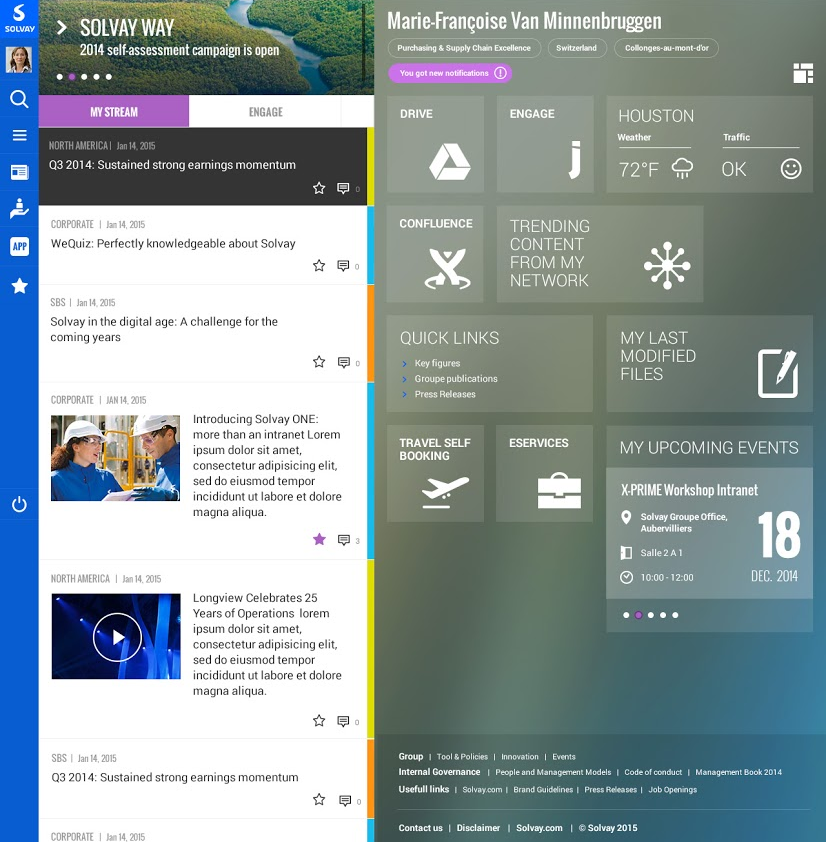 SOLVAY
APP
SOLVAY WAY
2014 self-assessment campaign is open
MY STREAM
ENGAGE
NORTH AMERICA | Jan 14, 2015
Q3 2014: Sustained strong earnings momentum
0
CORPORATE | Jan 14, 2015
WeQuiz: Perfectly knowledgeable about Solvay
0
SBS | Jan 14, 2015
Solvay in the digital age: A challenge for the
coming years
0
CORPORATE | JAN 14, 2015
Introducing Solvay ONE:
more than an intranet Lorem
ipsum dolor sit amet,
consectetur adipisicing elit,
sed do eiusmod tempor
incididunt ut labore et dolore
magna aliqua.
3
NORTH AMERICA | Jan 14, 2015
Longview Celebrates 25
Years of Operations lorem
ipsum dolor sit amet,
consectetur adipisicing elit,
sed do eiusmod tempor
incididunt ut labore et dolore
magna aliqua.
0
SBS | Jan 14, 2015
Q3 2014: Sustained strong earnings momentum
0
CORPORATE | Jan 14, 2015
Marie-Françoise Van Minnenbruggen
Purchasing & Supply Chain Excellence
Switzerland
Collonges-au-mont-d'or
You got new notifications
DRIVE
ENGAGE
j
HOUSTON
Weather
Traffic
72°F
OK
CONFLUENCE
TRENDING
CONTENT
FROM MY
NETWORK
QUICK LINKS
Key figures
Groupe publications
Press Releases
MY LAST
MODIFIED
FILES
TRAVEL SELF
BOOKING
ESERVICES
MY UPCOMING EVENTS
X-PRIME Workshop Intranet
Solvay Groupe Office,
Aubervilliers
Salle 2 A 1
10:00 - 12:00
18
DEC. 2014
Group | Tool & Policies | Innovation | Events
Internal Governance | People and Management Models | Code of conduct | Management Book 2014
Usefull links | Solvay.com | Brand Guidelines | Press Releases | Job Openings
Contact us | Disclaimer | Solvay.com | © Solvay 2015